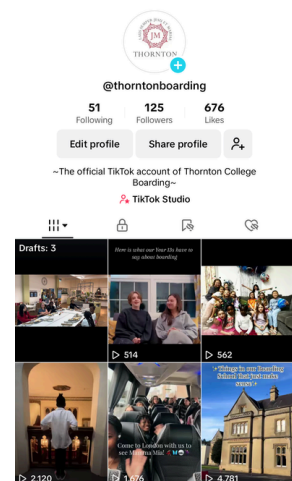 JM
THORNTON
@thorntonboarding
51 125 676
Following Followers Likes
Edit profile Share profile
~The official TikTok account of Thornton College
Boarding~
TikTok Studio
Drafts: 3
Here is what our Year 13s have to
say about boarding
514
562
Come to London with us to
see Mamma Mia!
✨Things in our Boarding
School that just make
sense✨
2,120
1,676
4,781